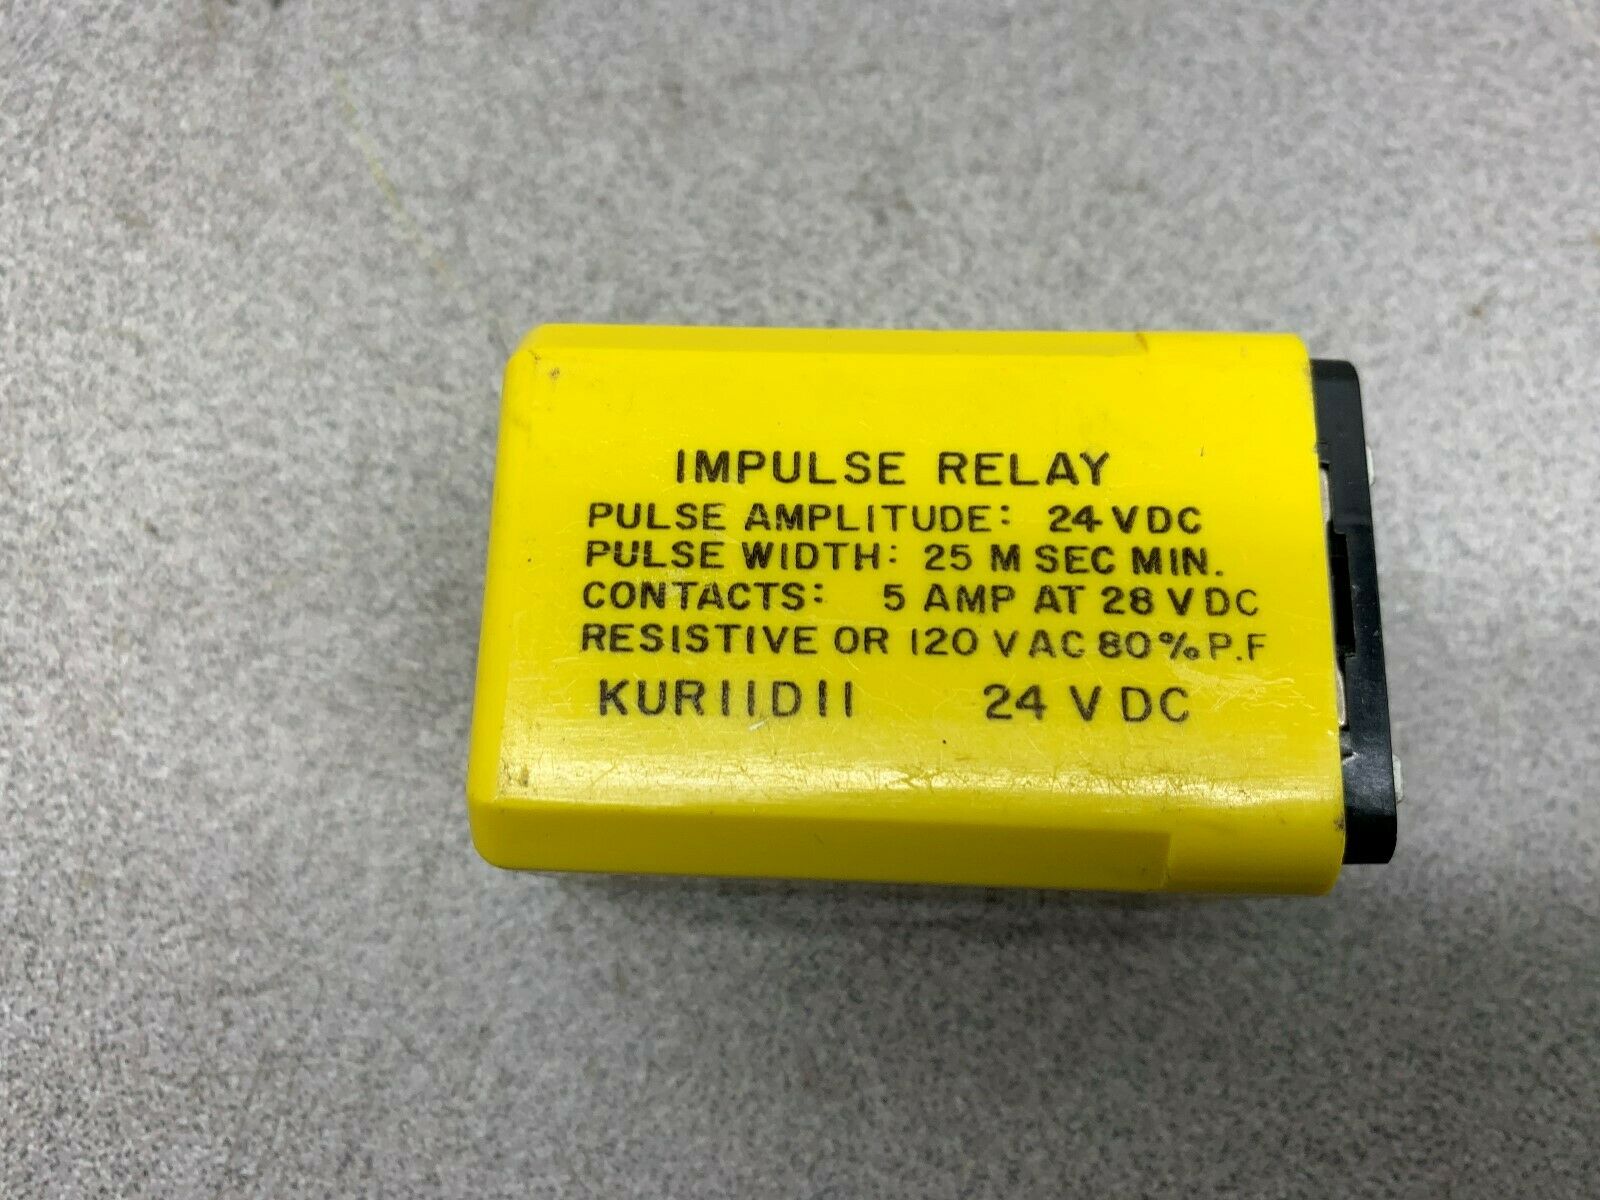 IMPULSE RELAY
PULSE AMPLITUDE: 24 VDC
PULSE WIDTH: 25 M SEC MIN.
CONTACTS: 5 AMP AT 28 VDC
RESISTIVE OR 120 VAC 80% P.F
KUR11D11 24 VDC